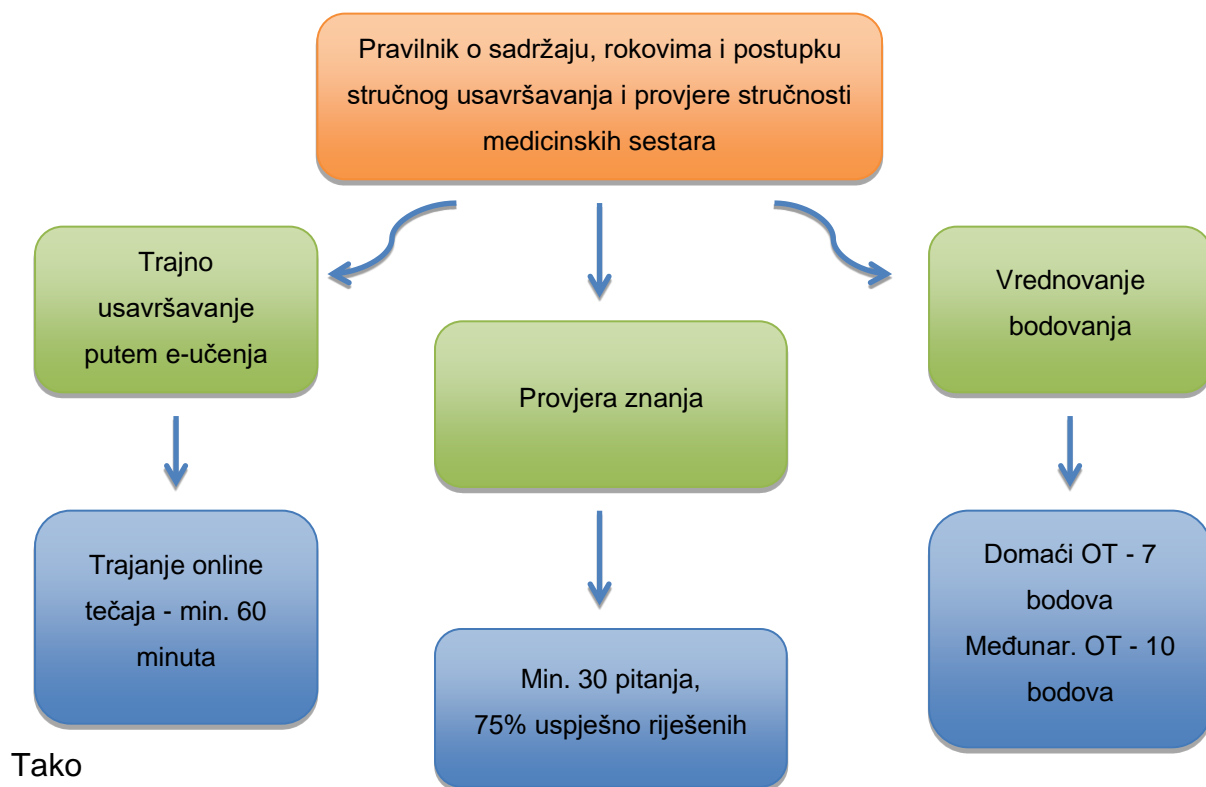 Pravilnik o sadržaju, rokovima i postupku
stručnog usavršavanja i provjere stručnosti
medicinskih sestara
Trajno
usavršavanje
putem e-učenja
Provjera znanja
Vrednovanje
bodovanja
Trajanje online
tečaja - min. 60
minuta
Min. 30 pitanja,
75% uspješno riješenih
Domaći OT - 7
bodova
Međunar. OT - 10
bodova
Tako